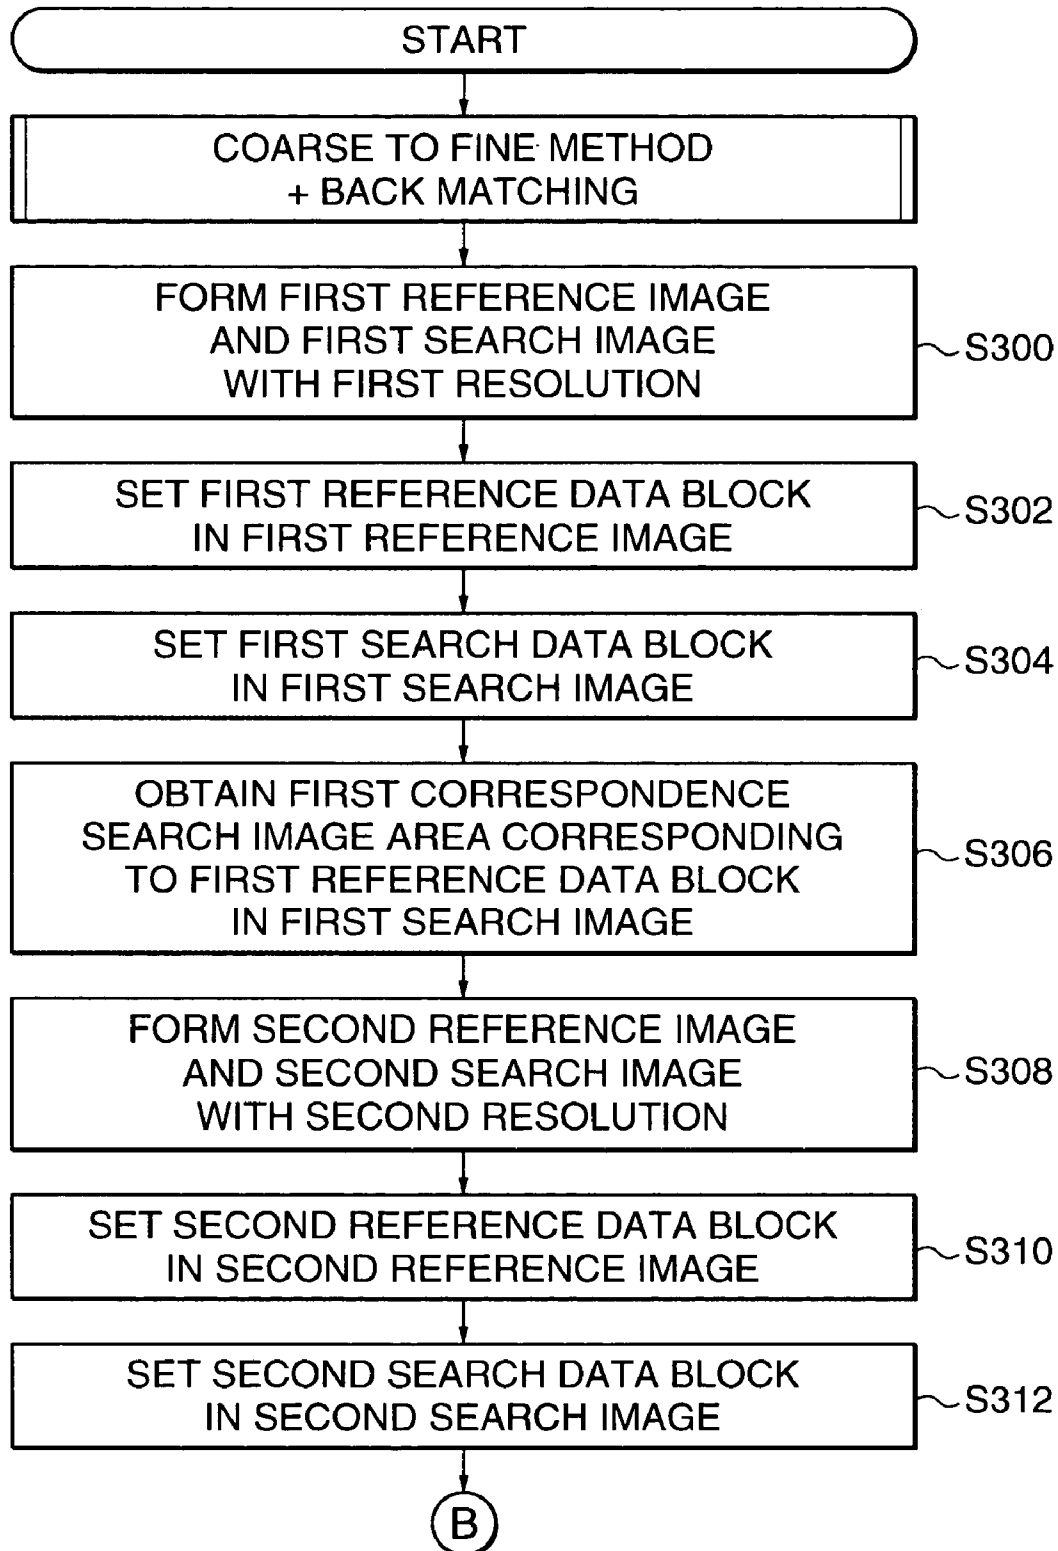 START
COARSE TO FINE METHOD
+ BACK MATCHING
FORM FIRST REFERENCE IMAGE
AND FIRST SEARCH IMAGE
WITH FIRST RESOLUTION
S300
SET FIRST REFERENCE DATA BLOCK
IN FIRST REFERENCE IMAGE
S302
SET FIRST SEARCH DATA BLOCK
IN FIRST SEARCH IMAGE
S304
OBTAIN FIRST CORRESPONDENCE
SEARCH IMAGE AREA CORRESPONDING
TO FIRST REFERENCE DATA BLOCK
IN FIRST SEARCH IMAGE
S306
FORM SECOND REFERENCE IMAGE
AND SECOND SEARCH IMAGE
WITH SECOND RESOLUTION
S308
SET SECOND REFERENCE DATA BLOCK
IN SECOND REFERENCE IMAGE
S310
SET SECOND SEARCH DATA BLOCK
IN SECOND SEARCH IMAGE
S312
B